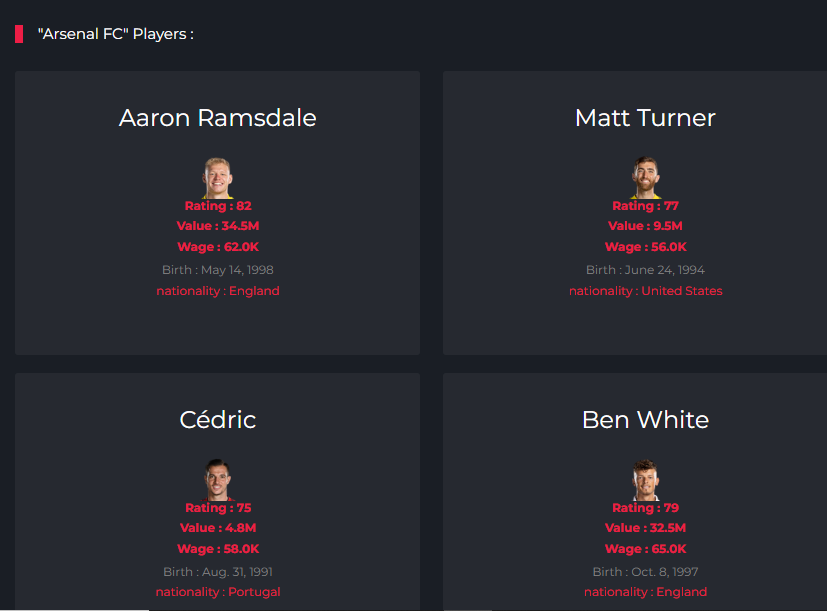 "Arsenal FC" Players :
Aaron Ramsdale
Rating : 82
Value : 34.5M
Wage : 62.0K
Birth : May 14, 1998
nationality : England
Matt Turner
Rating : 77
Value : 9.5M
Wage : 56.0K
Birth : June 24, 1994
nationality : United States
Cédric
Rating : 75
Value : 4.8M
Wage : 58.0K
Birth : Aug. 31, 1991
nationality : Portugal
Ben White
Rating : 79
Value : 32.5M
Wage : 65.0K
Birth : Oct. 8, 1997
nationality : England